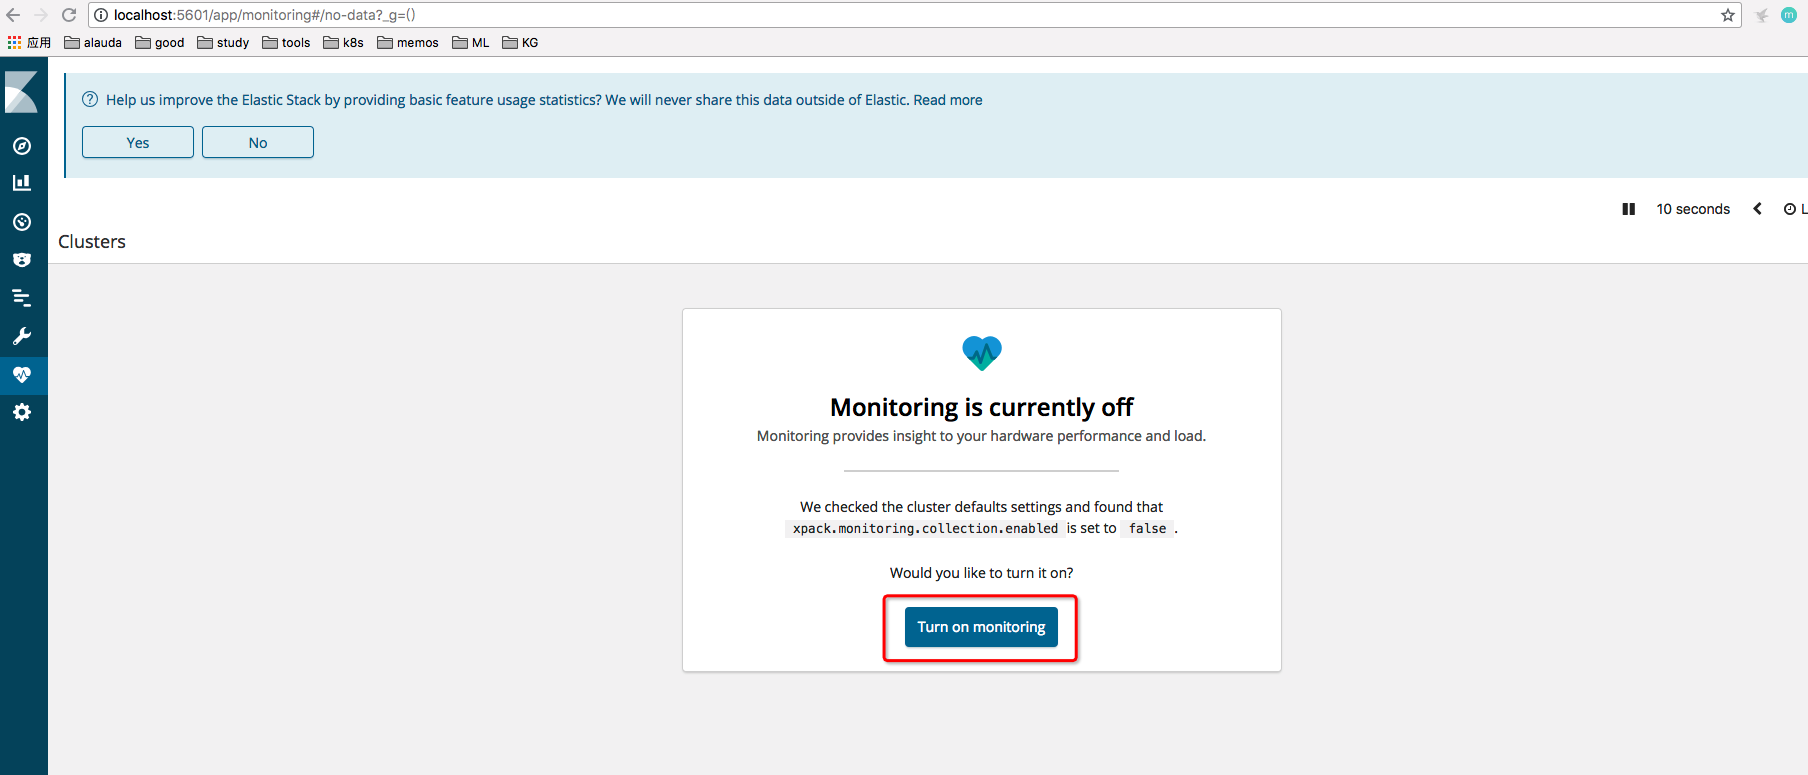 localhost:5601/app/monitoring#/no-data?_g=()
m
应用 alauda good study tools k8s memos ML KG
Help us improve the Elastic Stack by providing basic feature usage statistics? We will never share this data outside of Elastic. Read more
Yes No
10 seconds L
Clusters
Monitoring is currently off
Monitoring provides insight to your hardware performance and load.
We checked the cluster defaults settings and found that
xpack.monitoring.collection.enabled is set to false .
Would you like to turn it on?
Turn on monitoring